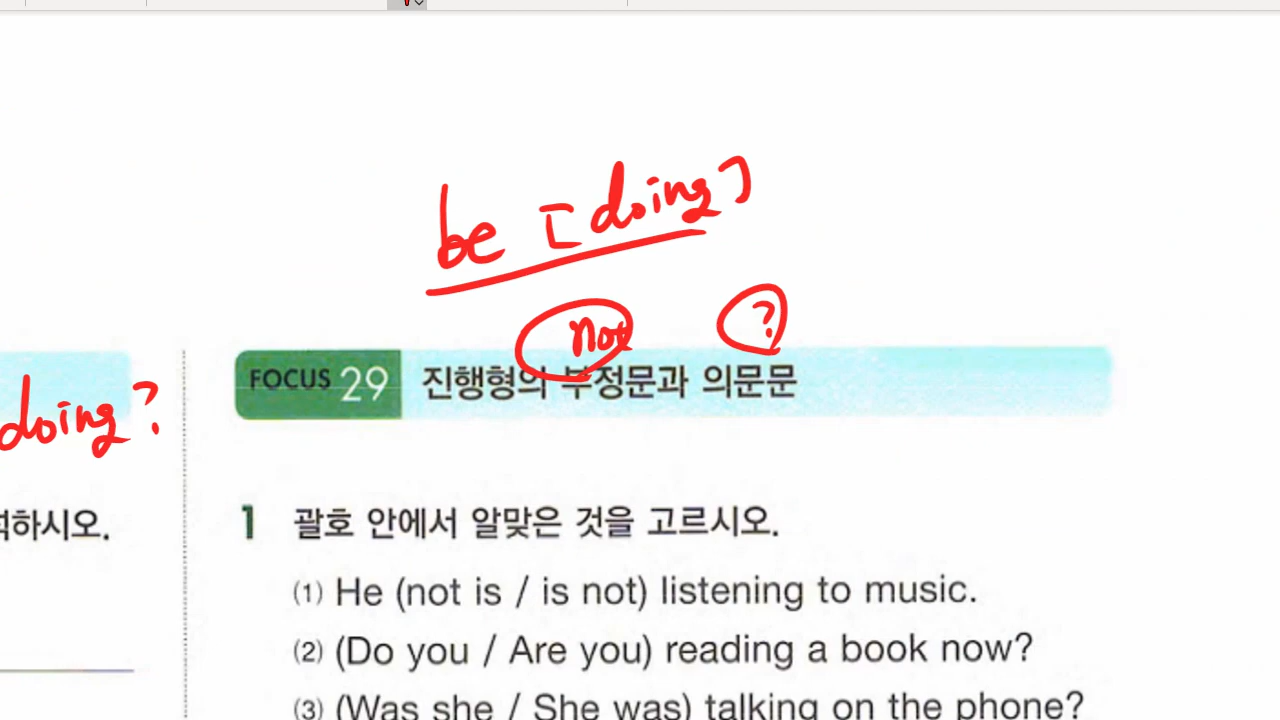 be [doing]
not ?
FOCUS 29 진행형의 부정문과 의문문
doing?
하시오.
1 괄호 안에서 알맞은 것을 고르시오.
(1) He (not is / is not) listening to music.
(2) (Do you / Are you) reading a book now?
(3) (Was she / She was) talking on the phone?